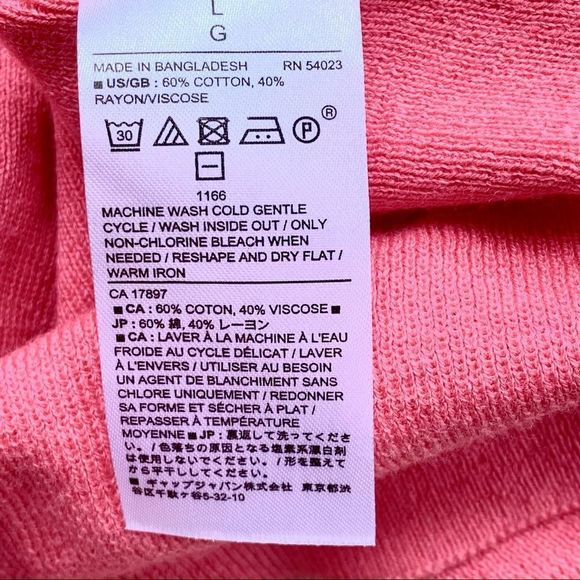 L
G
MADE IN BANGLADESH RN 54023
■ US/GB : 60% COTTON, 40%
RAYON/VISCOSE
30 P ®
1166
MACHINE WASH COLD GENTLE
CYCLE / WASH INSIDE OUT / ONLY
NON-CHLORINE BLEACH WHEN
NEEDED / RESHAPE AND DRY FLAT /
WARM IRON
CA 17897
■ CA : 60% COTON, 40% VISCOSE ■
JP : 60% 綿, 40% レーヨン
■ CA : LAVER À LA MACHINE À L'EAU
FROIDE AU CYCLE DÉLICAT / LAVER
À L'ENVERS / UTILISER AU BESOIN
UN AGENT DE BLANCHIMENT SANS
CHLORE UNIQUEMENT / REDONNER
SA FORME ET SÉCHER À PLAT /
REPASSER À TEMPÉRATURE
MOYENNE ■ JP : 裏返して洗ってくださ
い。/ 色落ちの原因となる塩素系漂白剤
は使用しないでください。/ 形を整えて
から平干ししてください。
■ ギャップジャパン株式会社 東京都渋
谷区千駄ヶ谷5-32-10